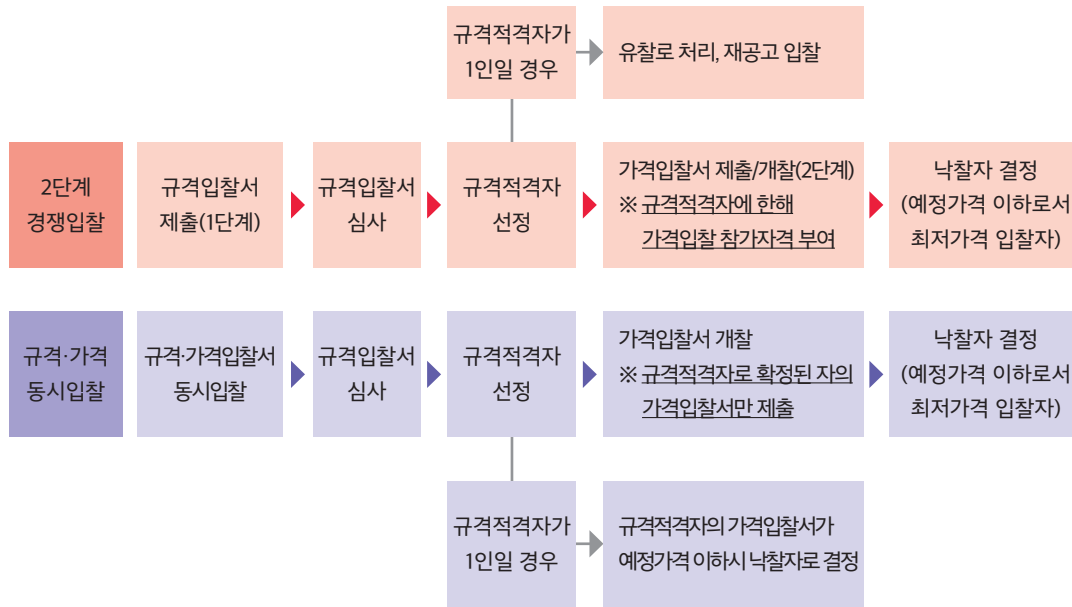 규격적격자가
1인일 경우
유찰로 처리, 재공고 입찰
2단계
경쟁입찰
규격입찰서
제출(1단계)
규격입찰서
심사
규격적격자
선정
가격입찰서 제출/개찰(2단계)
※ 규격적격자에 한해
가격입찰 참가자격 부여
낙찰자 결정
(예정가격 이하로서
최저가격 입찰자)
규격·가격
동시입찰
규격·가격입찰서
동시입찰
규격입찰서
심사
규격적격자
선정
가격입찰서 개찰
※ 규격적격자로 확정된 자의
가격입찰서만 제출
낙찰자 결정
(예정가격 이하로서
최저가격 입찰자)
규격적격자가
1인일 경우
규격적격자의 가격입찰서가
예정가격 이하시 낙찰자로 결정